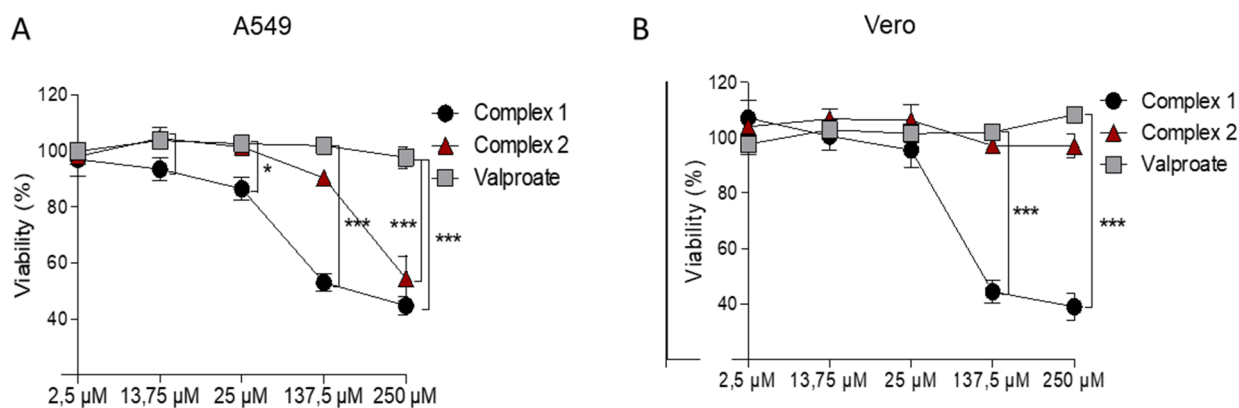 A
A549
Viability (%)
120
100
80
60
40
2,5 µM 13,75 µM 25 µM 137,5 µM 250 µM
Complex 1
Complex 2
Valproate
*
***
***
***
B
Vero
Viability (%)
120
100
80
60
40
2,5 µM 13,75 µM 25 µM 137,5 µM 250 µM
Complex 1
Complex 2
Valproate
***
***